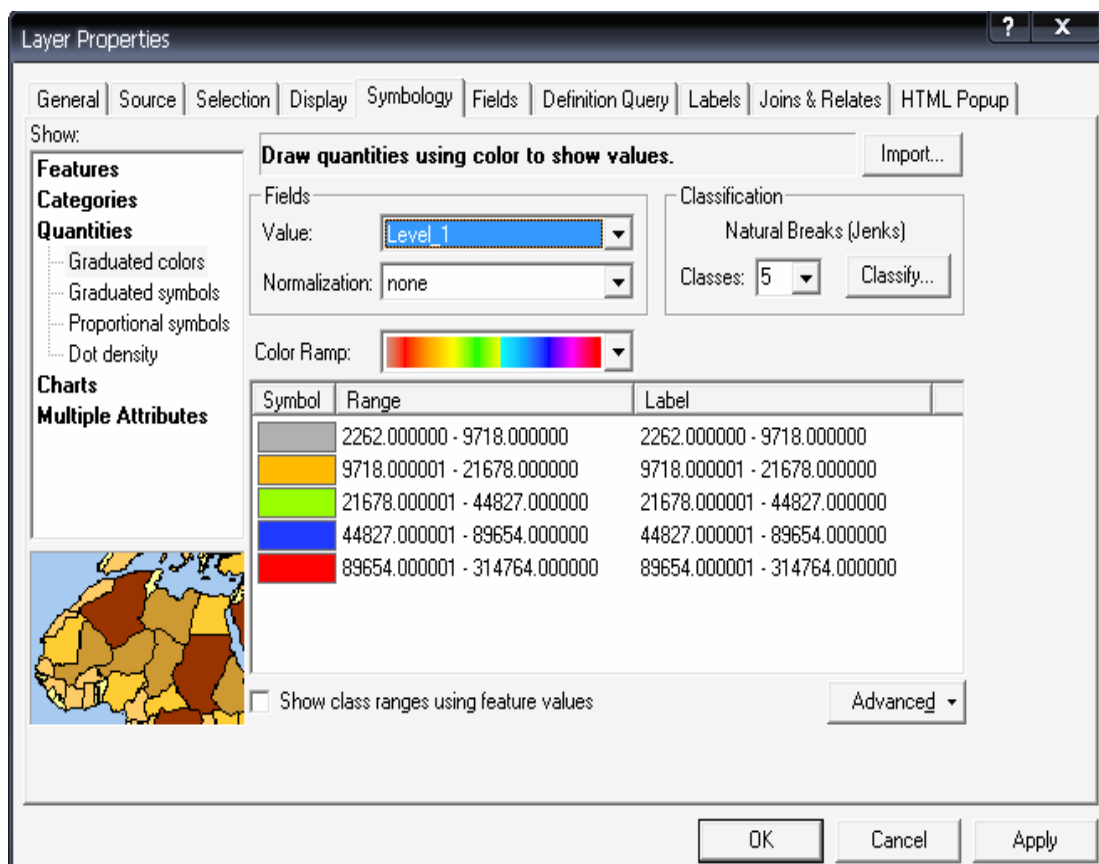 Layer Properties
? X
General Source Selection Display Symbology Fields Definition Query Labels Joins & Relates HTML Popup
Show:
Features
Categories
Quantities
Graduated colors
Graduated symbols
Proportional symbols
Dot density
Charts
Multiple Attributes
Draw quantities using color to show values.
Import...
Fields
Value: Level_1
Normalization: none
Classification
Natural Breaks (Jenks)
Classes: 5 Classify...
Color Ramp:
Symbol Range Label
2262.000000 - 9718.000000 2262.000000 - 9718.000000
9718.000001 - 21678.000000 9718.000001 - 21678.000000
21678.000001 - 44827.000000 21678.000001 - 44827.000000
44827.000001 - 89654.000000 44827.000001 - 89654.000000
89654.000001 - 314764.000000 89654.000001 - 314764.000000
Show class ranges using feature values
Advanced
OK Cancel Apply